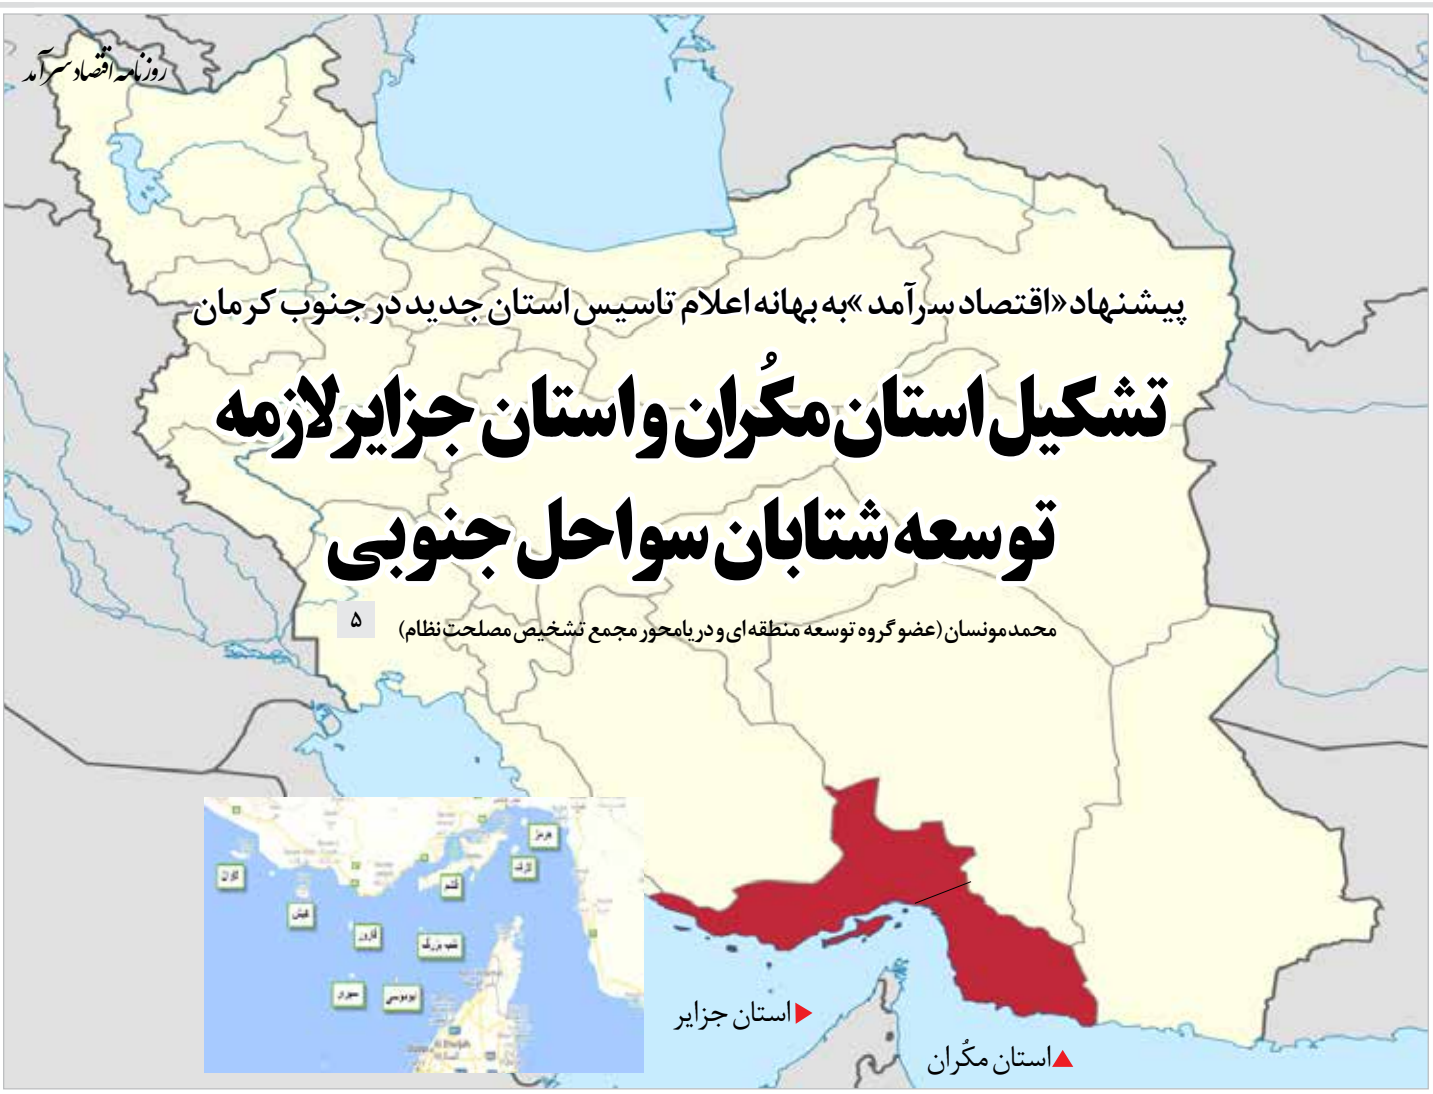 روزنامه اقتصاد سرآمد
پیشنهاد «اقتصاد سرآمد» به بهانه اعلام تاسیس استان جدید در جنوب کرمان
تشکیل استان مکُران و استان جزایر لازمه
توسعه شتابان سواحل جنوبی
محمد مونسان (عضو گروه توسعه منطقه ای و دریامحور مجمع تشخیص مصلحت نظام)
۵
هرمز
لارک
قشم
لاوان
کیش
فارور
تنب بزرگ
سیری
ابوموسی
استان جزایر
استان مکُران